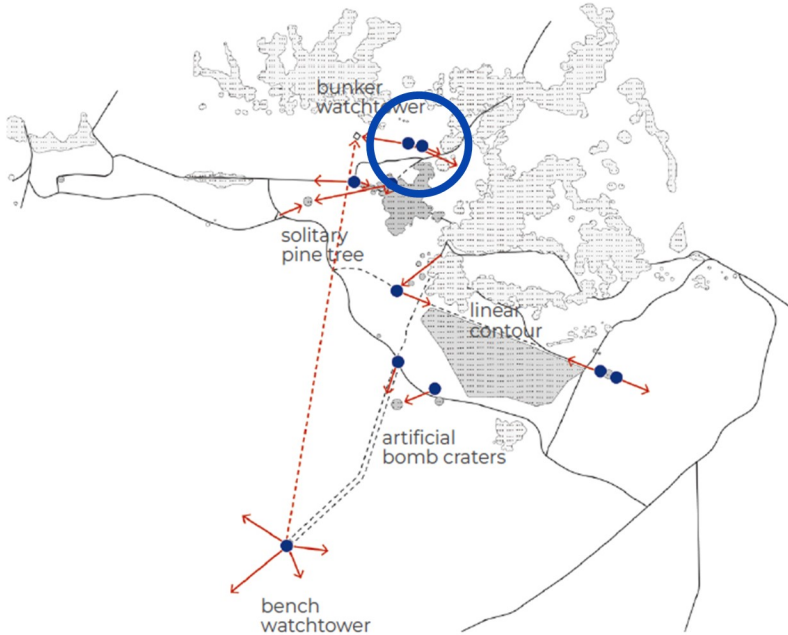 bunker
watchtower
solitary
pine tree
linear
contour
artificial
bomb craters
bench
watchtower